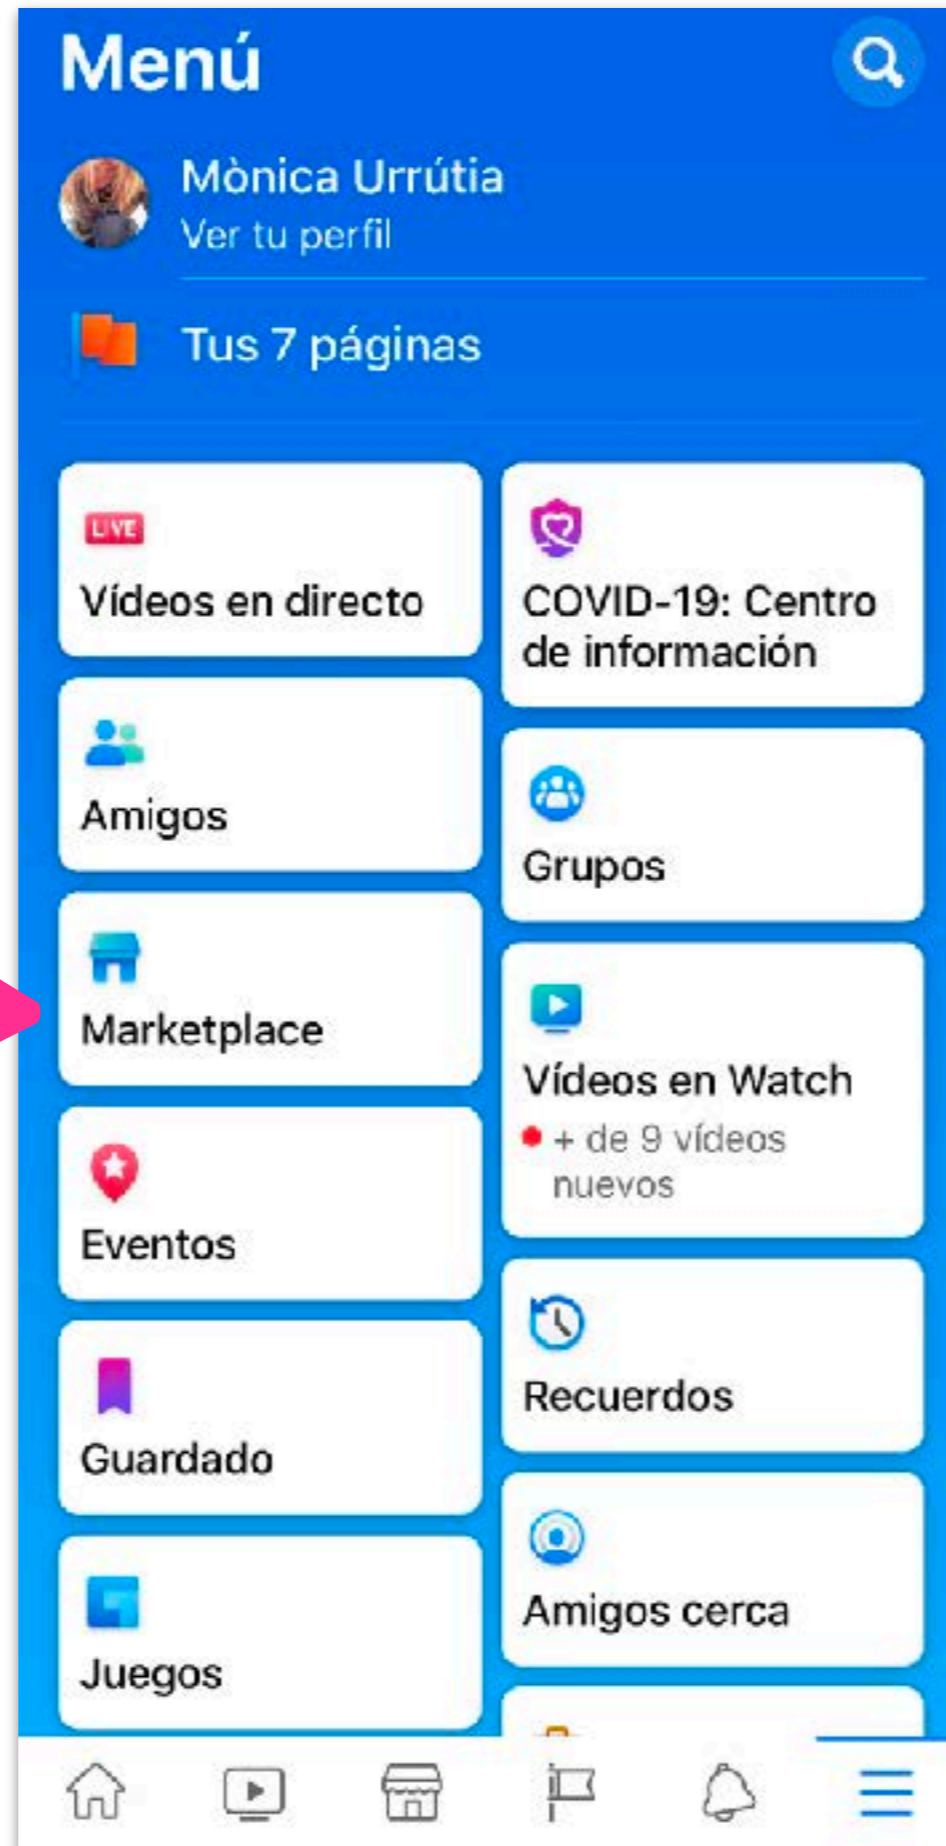 Menú
Mònica Urrútia
Ver tu perfil
Tus 7 páginas
LIVE
Vídeos en directo
COVID-19: Centro
de información
Amigos
Grupos
Marketplace
Vídeos en Watch
+ de 9 vídeos
nuevos
Eventos
Recuerdos
Guardado
Amigos cerca
Juegos